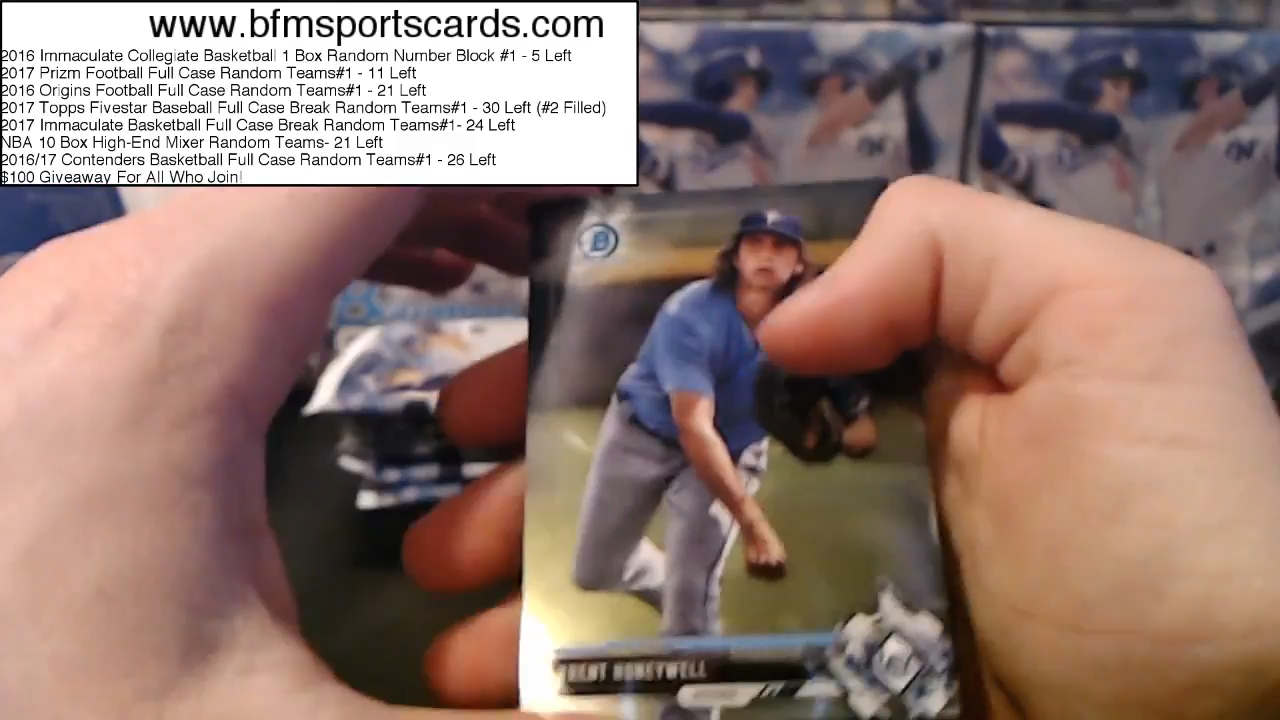 www.bfmsportscards.com
2016 Immaculate Collegiate Basketball 1 Box Random Number Block #1 - 5 Left
2017 Prizm Football Full Case Random Teams#1 - 11 Left
2016 Origins Football Full Case Random Teams#1 - 21 Left
2017 Topps Fivestar Baseball Full Case Break Random Teams#1 - 30 Left (#2 Filled)
2017 Immaculate Basketball Full Case Break Random Teams#1- 24 Left
NBA 10 Box High-End Mixer Random Teams- 21 Left
2016/17 Contenders Basketball Full Case Random Teams#1 - 26 Left
$100 Giveaway For All Who Join!
B
HONEYWELL